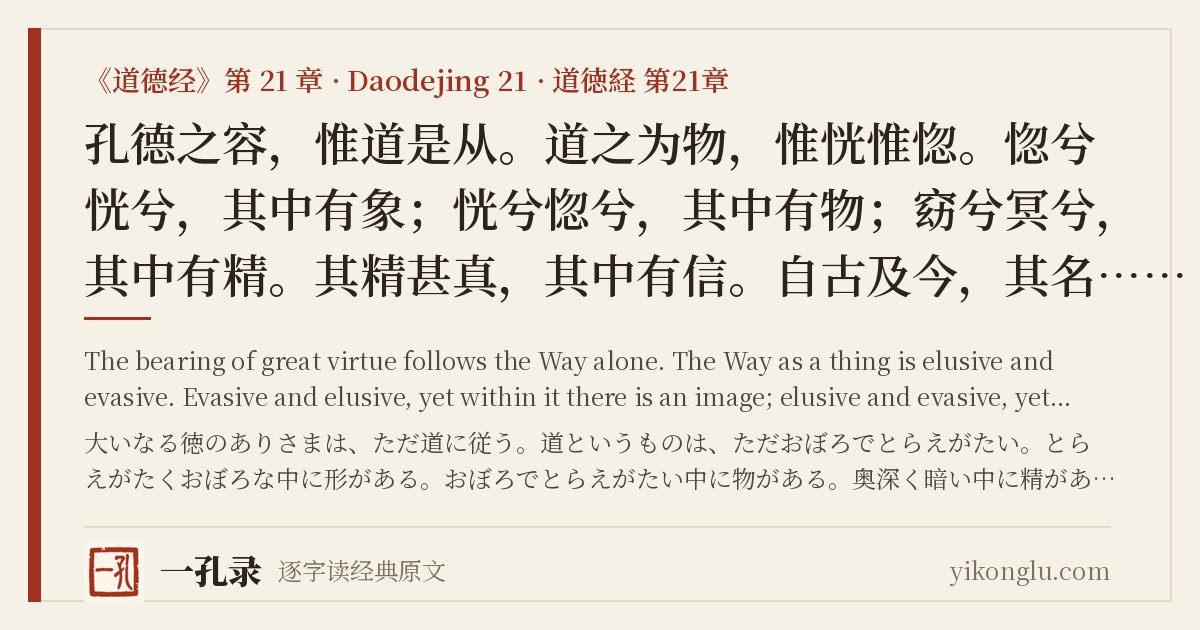 《道德经》第 21 章 · Daodejing 21 · 道徳経 第21章
孔德之容，惟道是从。道之为物，惟恍惟惚。惚兮
恍兮，其中有象；恍兮惚兮，其中有物；窈兮冥兮，
其中有精。其精甚真，其中有信。自古及今，其名……
The bearing of great virtue follows the Way alone. The Way as a thing is elusive and
evasive. Evasive and elusive, yet within it there is an image; elusive and evasive, yet...
大いなる徳のありさまは、ただ道に従う。道というものは、ただおぼろでとらえがたい。とら
えがたくおぼろな中に形がある。おぼろでとらえがたい中に物がある。奥深く暗い中に精があ…
一孔
一孔录 逐字读经典原文
yikonglu.com